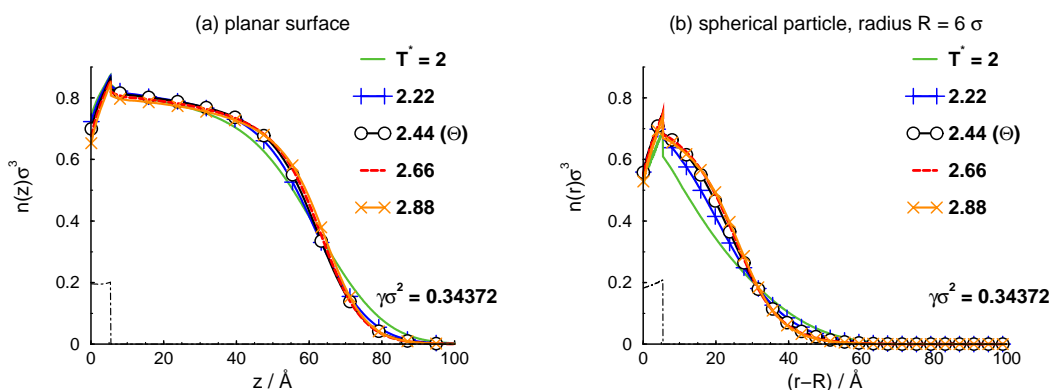 (a) planar surface
n(z)σ³
0.8
0.6
0.4
0.2
0
T* = 2
2.22
2.44 (Θ)
2.66
2.88
γσ² = 0.34372
0 20 40 60 80 100
z / Å
(b) spherical particle, radius R = 6 σ
n(r)σ³
0.8
0.6
0.4
0.2
0
T* = 2
2.22
2.44 (Θ)
2.66
2.88
γσ² = 0.34372
0 20 40 60 80 100
(r−R) / Å